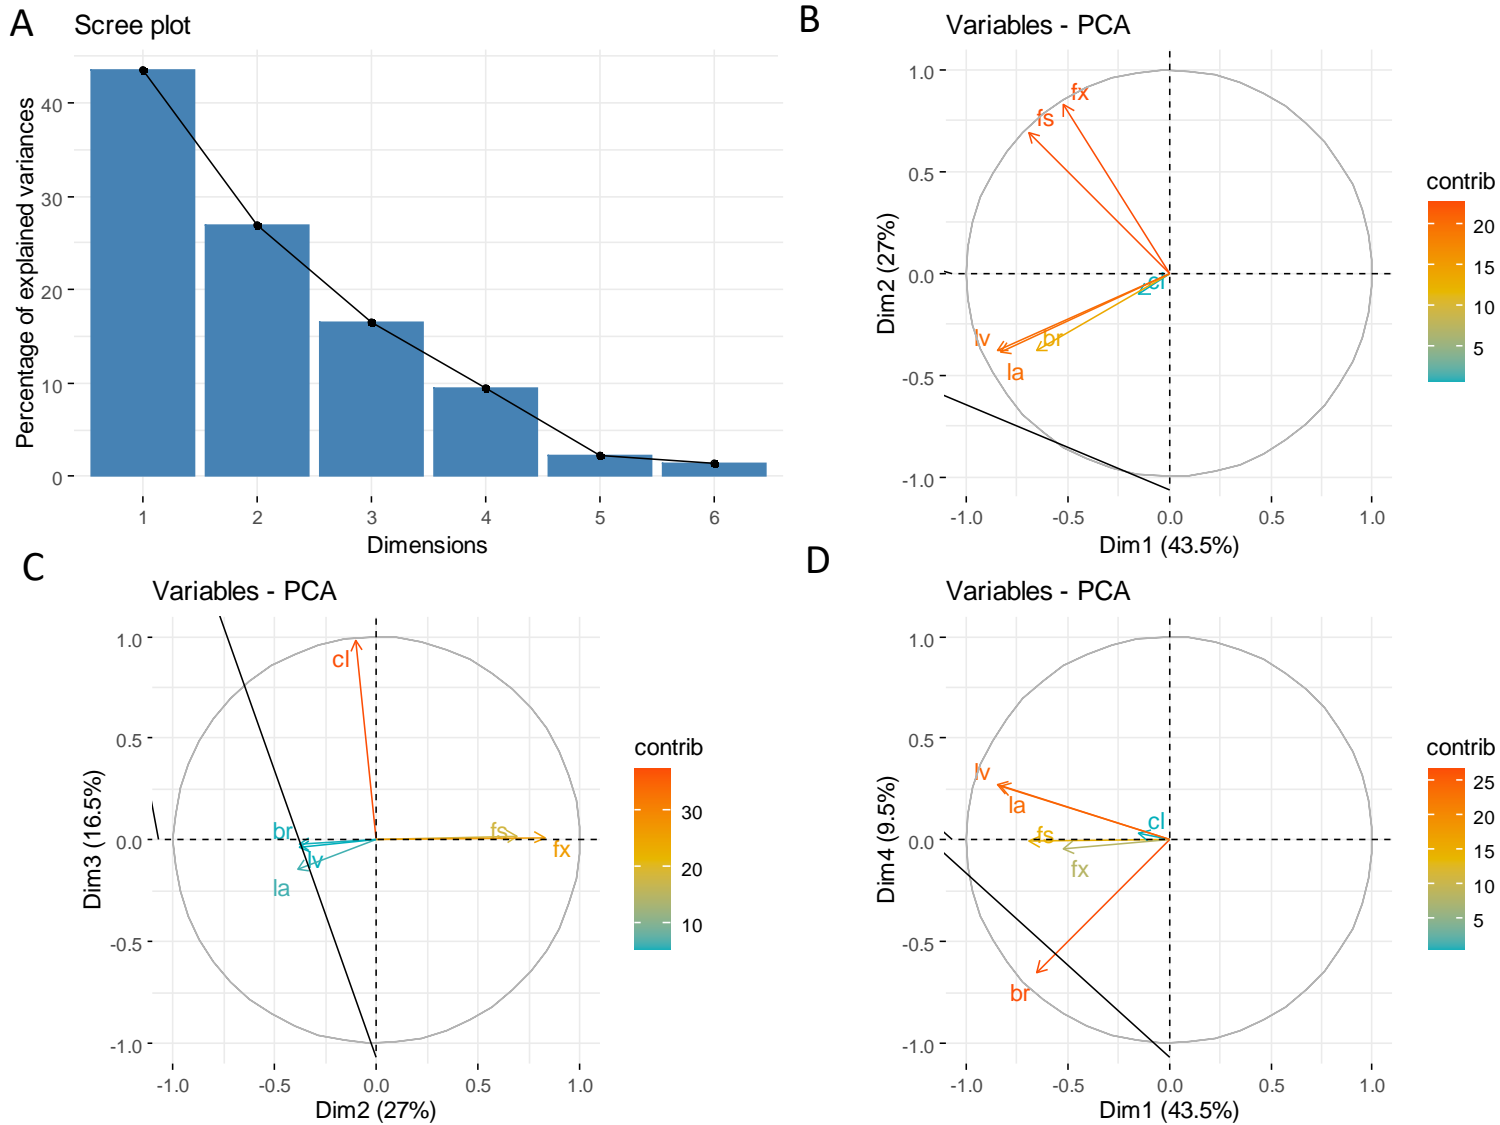 A
Scree plot
Percentage of explained variances
40
30
20
10
0
1 2 3 4 5 6
Dimensions
B
Variables - PCA
Dim2 (27%)
1.0
0.5
0.0
-0.5
-1.0
fx
fs
cl
lv
br
la
-1.0 -0.5 0.0 0.5 1.0
Dim1 (43.5%)
contrib
20
15
10
5
C
Variables - PCA
Dim3 (16.5%)
1.0
0.5
0.0
-0.5
-1.0
cl
br
fs
lv
fx
la
-1.0 -0.5 0.0 0.5 1.0
Dim2 (27%)
contrib
30
20
10
D
Variables - PCA
Dim4 (9.5%)
1.0
0.5
0.0
-0.5
-1.0
lv
la
cl
fs
fx
br
-1.0 -0.5 0.0 0.5 1.0
Dim1 (43.5%)
contrib
25
20
15
10
5